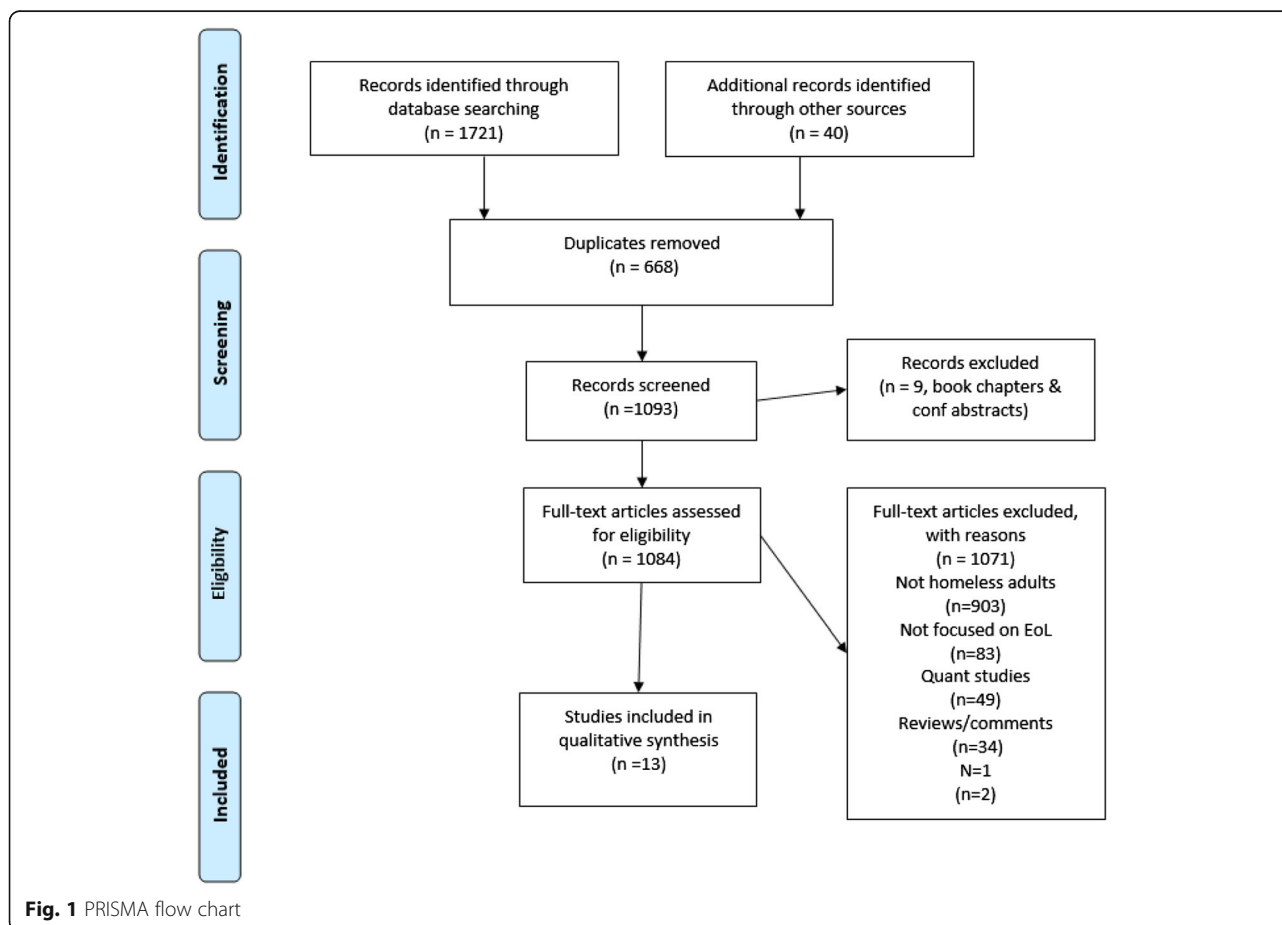 Identification
Records identified through
database searching
(n = 1721)
Additional records identified
through other sources
(n = 40)
Duplicates removed
(n = 668)
Screening
Records screened
(n =1093)
Records excluded
(n = 9, book chapters &
conf abstracts)
Eligibility
Full-text articles assessed
for eligibility
(n = 1084)
Full-text articles excluded,
with reasons
(n = 1071)
Not homeless adults
(n=903)
Not focused on EoL
(n=83)
Quant studies
(n=49)
Reviews/comments
(n=34)
N=1
(n=2)
Included
Studies included in
qualitative synthesis
(n =13)
Fig. 1 PRISMA flow chart